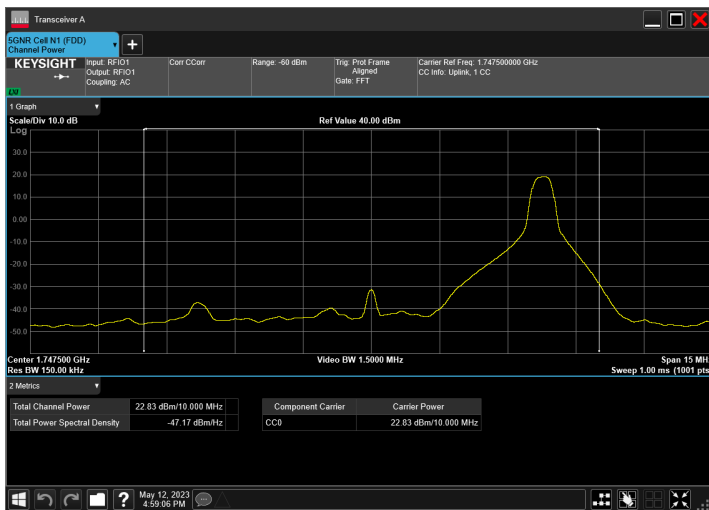 Transceiver A
5GNR Cell N1 (FDD)
Channel Power
KEYSIGHT
Input: RFIO1
Output: RFIO1
Coupling: AC
Corr CCorr
Range: -60 dBm
Trig: Prot Frame
Aligned
Gate: FFT
Carrier Ref Freq: 1.747500000 GHz
CC Info: Uplink, 1 CC
LXI
1 Graph
Scale/Div 10.0 dB
Ref Value 40.00 dBm
Log
30.0
20.0
10.0
0.00
-10.0
-20.0
-30.0
-40.0
-50.0
Center 1.747500 GHz
Video BW 1.5000 MHz
Span 15 MH
Res BW 150.00 kHz
Sweep 1.00 ms (1001 pts
2 Metrics
Total Channel Power 22.83 dBm/10.000 MHz
Total Power Spectral Density -47.17 dBm/Hz
Component Carrier Carrier Power
CC0 22.83 dBm/10.000 MHz
?
May 12, 2023
4:59:06 PM